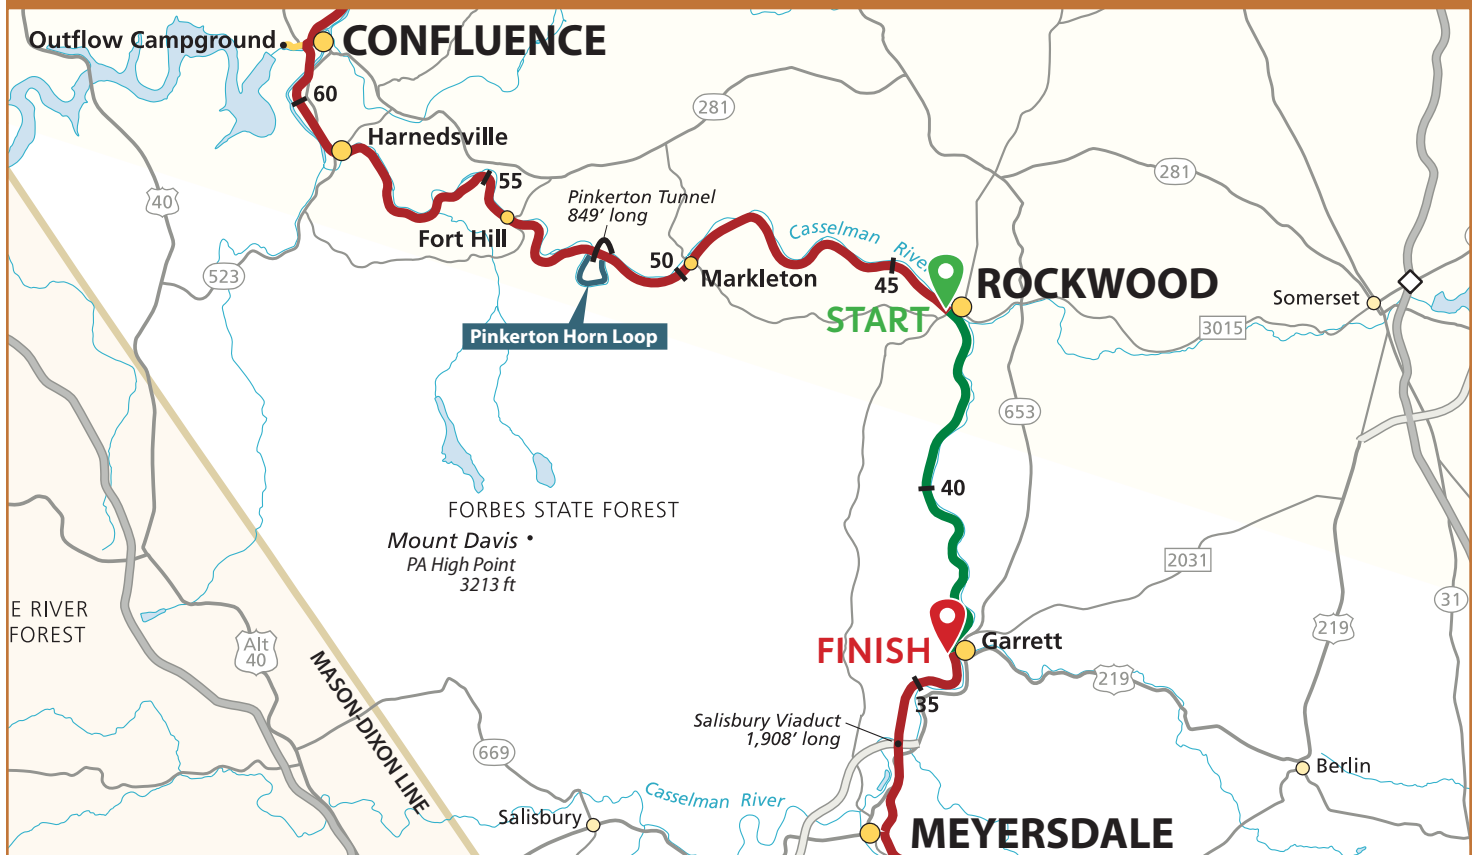 Outflow Campground
CONFLUENCE
60
Harnedsville
281
281
40
55
Pinkerton Tunnel
849’ long
Fort Hill
Casselman River
523
50
Markleton
45
ROCKWOOD
START
Somerset
3015
Pinkerton Horn Loop
653
40
FORBES STATE FOREST
Mount Davis
PA High Point
3213 ft
2031
E RIVER
FOREST
31
219
Alt
40
FINISH
Garrett
MASON-DIXON LINE
219
35
Salisbury Viaduct
1,908’ long
669
Berlin
Casselman River
Salisbury
MEYERSDALE